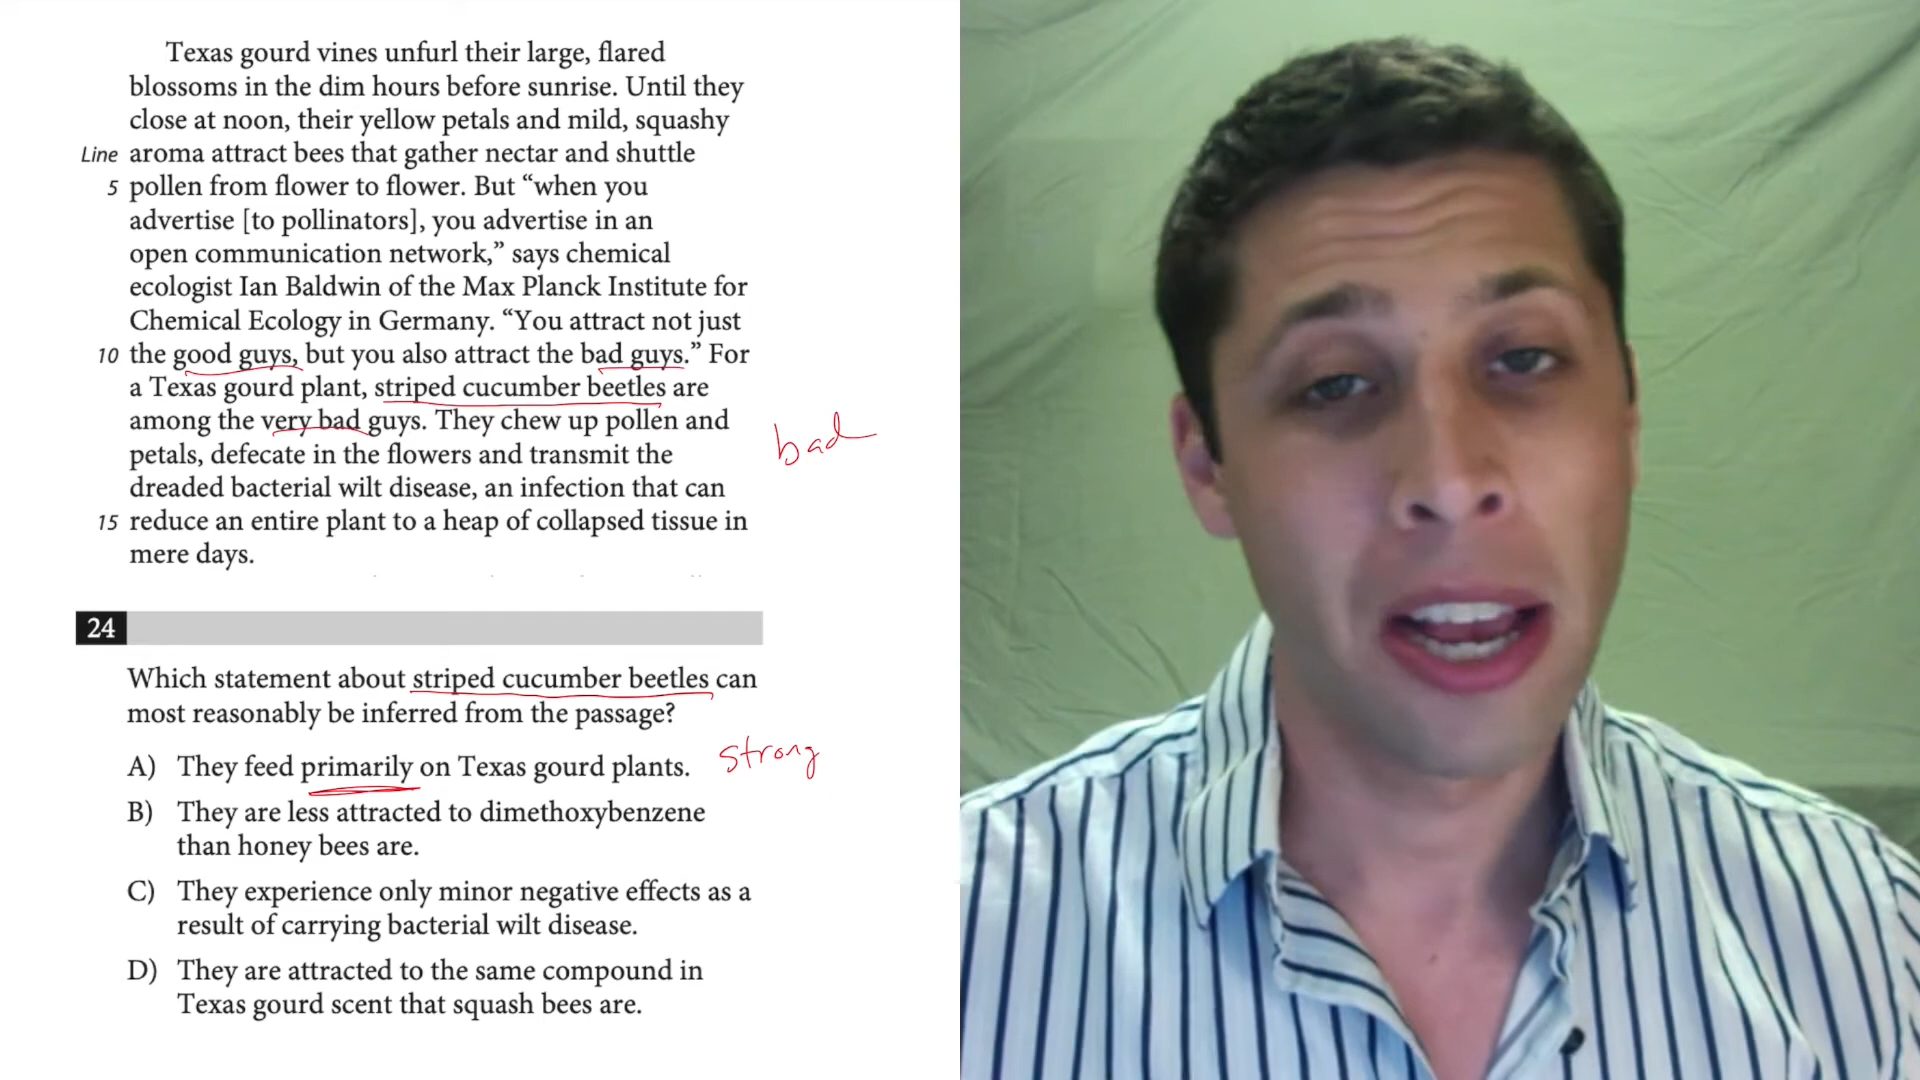 Texas gourd vines unfurl their large, flared
blossoms in the dim hours before sunrise. Until they
close at noon, their yellow petals and mild, squashy
Line aroma attract bees that gather nectar and shuttle
5 pollen from flower to flower. But “when you
advertise [to pollinators], you advertise in an
open communication network,” says chemical
ecologist Ian Baldwin of the Max Planck Institute for
Chemical Ecology in Germany. “You attract not just
10 the good guys, but you also attract the bad guys.” For
a Texas gourd plant, striped cucumber beetles are
among the very bad guys. They chew up pollen and
petals, defecate in the flowers and transmit the
dreaded bacterial wilt disease, an infection that can
15 reduce an entire plant to a heap of collapsed tissue in
mere days.
bad
24
Which statement about striped cucumber beetles can
most reasonably be inferred from the passage?
A) They feed primarily on Texas gourd plants.
strong
B) They are less attracted to dimethoxybenzene
than honey bees are.
C) They experience only minor negative effects as a
result of carrying bacterial wilt disease.
D) They are attracted to the same compound in
Texas gourd scent that squash bees are.